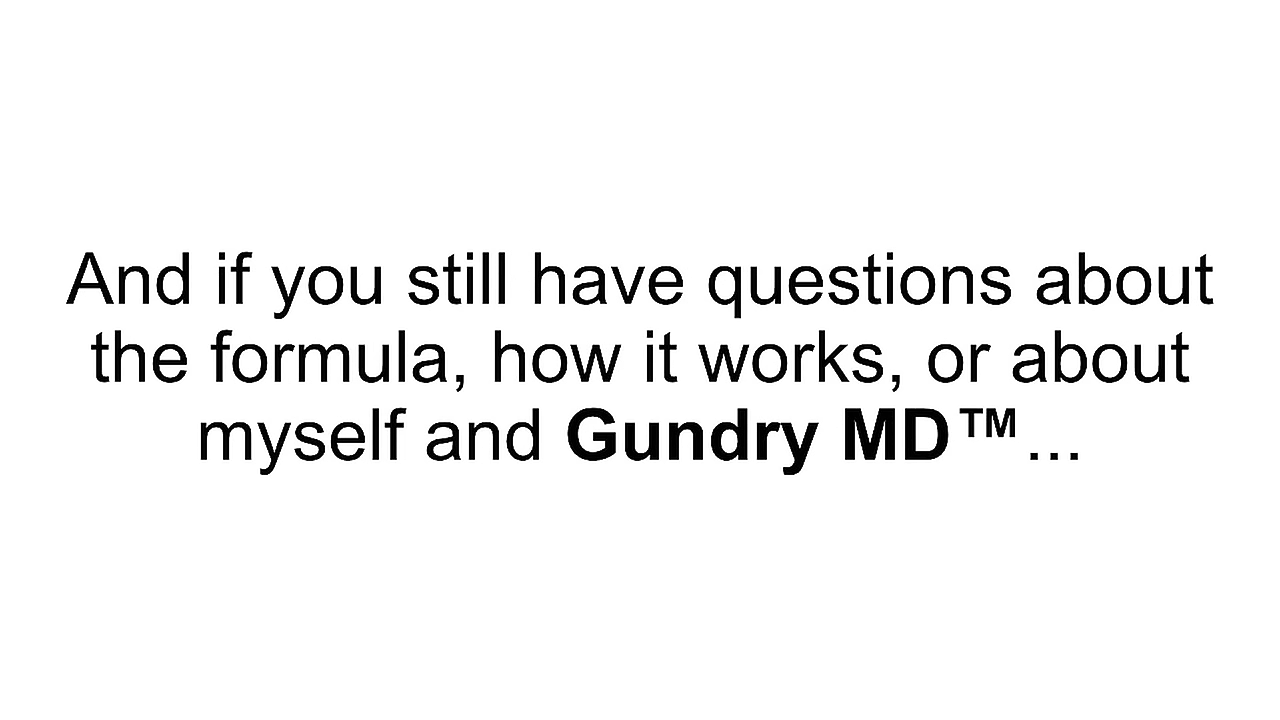 And if you still have questions about
the formula, how it works, or about
myself and Gundry MD™...